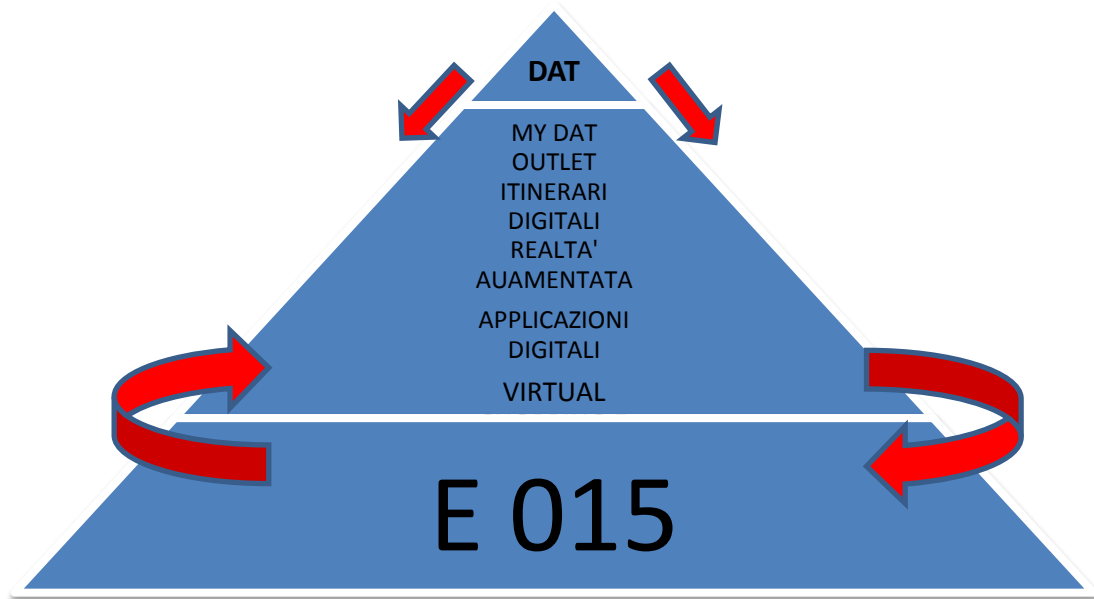 DAT
MY DAT
OUTLET
ITINERARI
DIGITALI
REALTA'
AUAMENTATA
APPLICAZIONI
DIGITALI
VIRTUAL
E 015